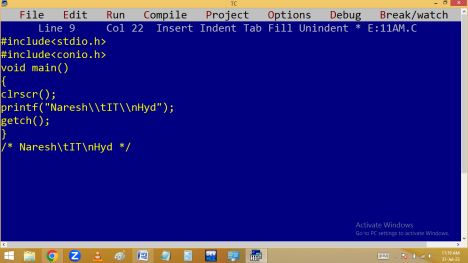 TC
File Edit Run Compile Project Options Debug Break/watch
Line 9 Col 22 Insert Indent Tab Fill Unindent * E:11AM.C
#include<stdio.h>
#include<conio.h>
void main()
{
clrscr();
printf("Naresh\\tIT\\nHyd");
getch();
}
/* Naresh\tIT\nHyd */
Activate Windows
Go to PC settings to activate Windows.